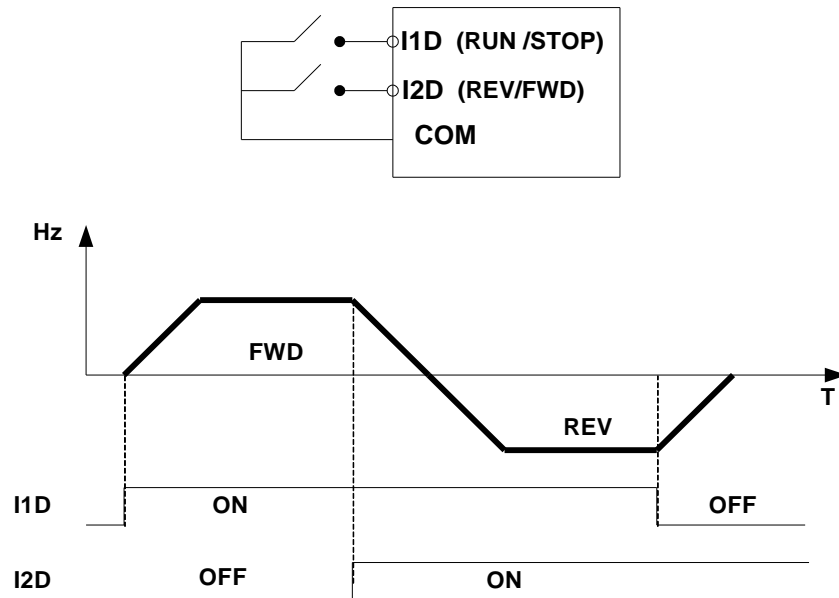 I1D (RUN /STOP)
I2D (REV/FWD)
COM
Hz
FWD
T
REV
I1D ON OFF
I2D OFF ON